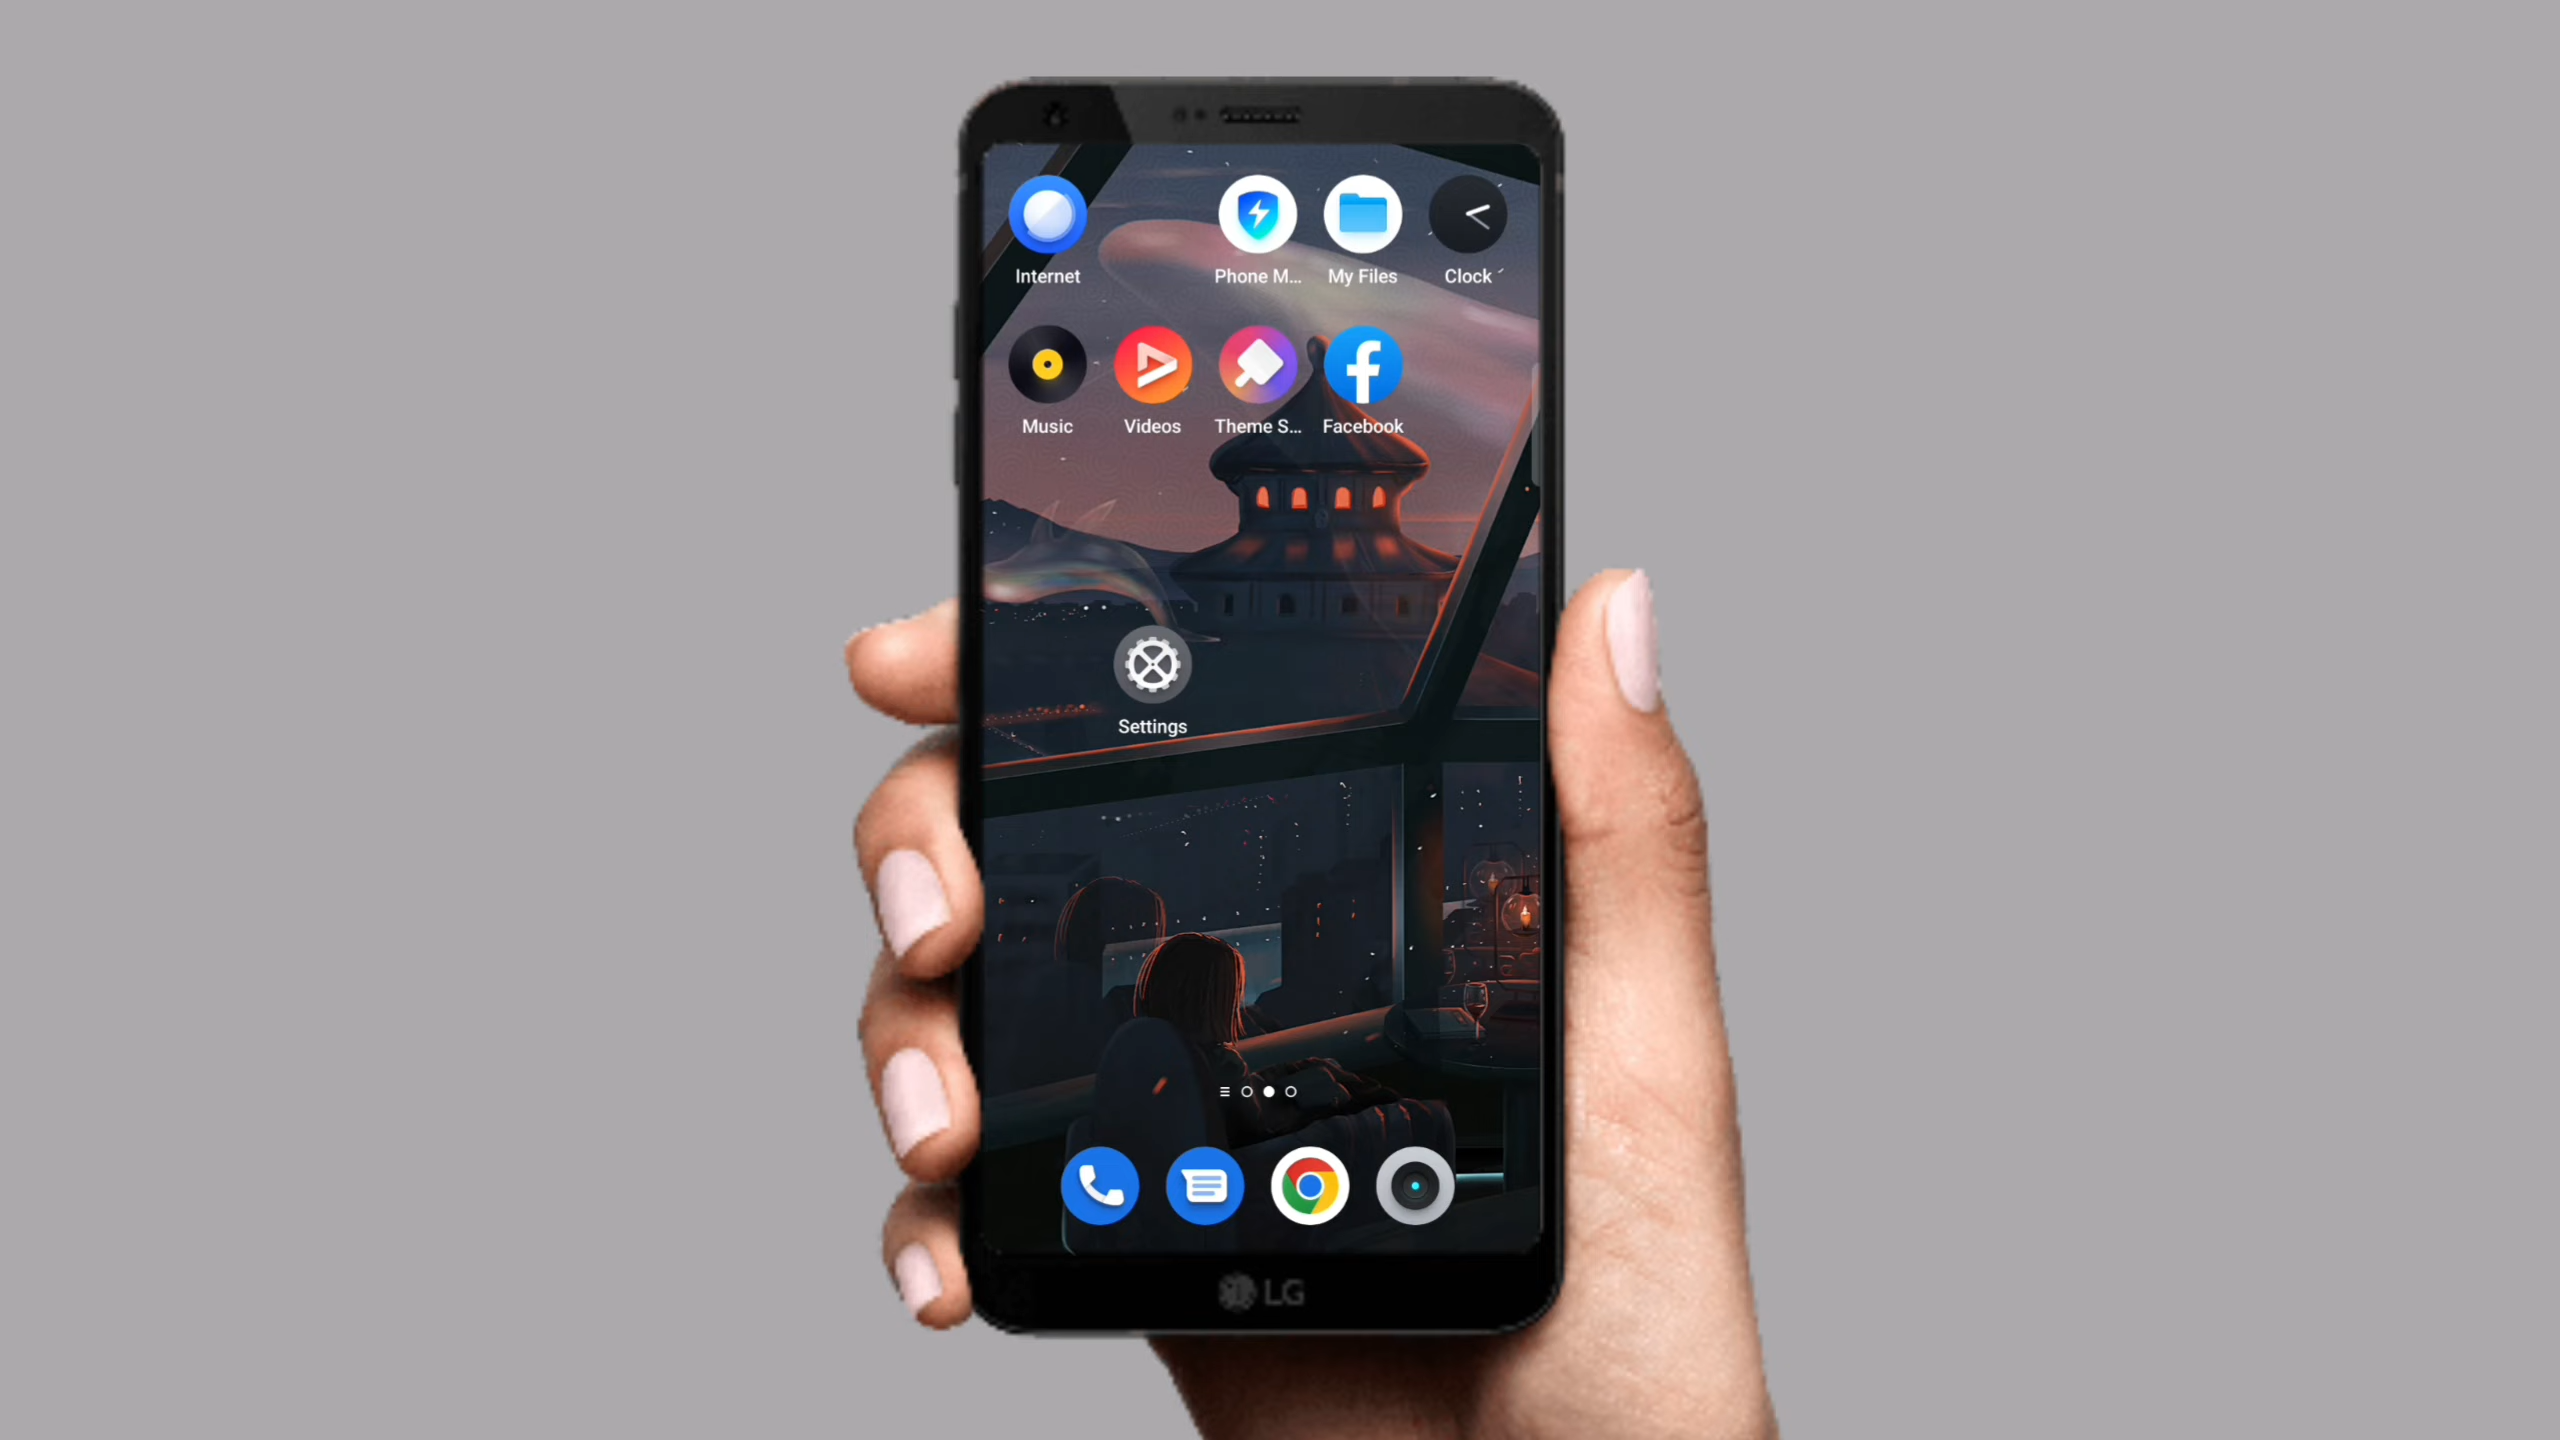 Internet
Phone M...
My Files
Clock
Music
Videos
Theme S...
Facebook
Settings
LG